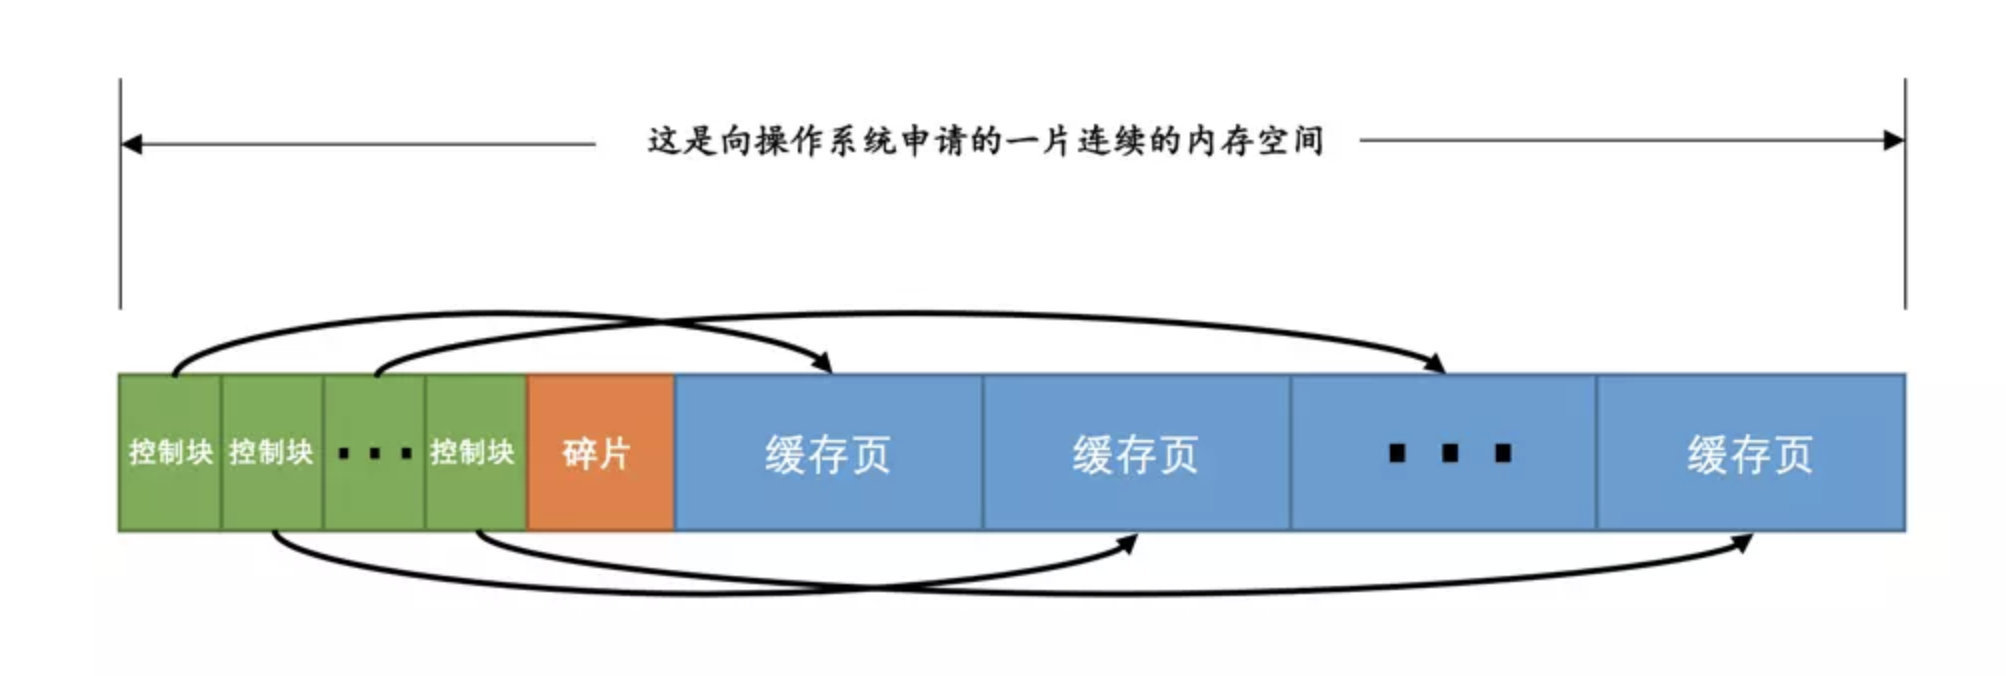 这是向操作系统申请的一片连续的内存空间
控制块 控制块 ··· 控制块 碎片 缓存页 缓存页 ··· 缓存页